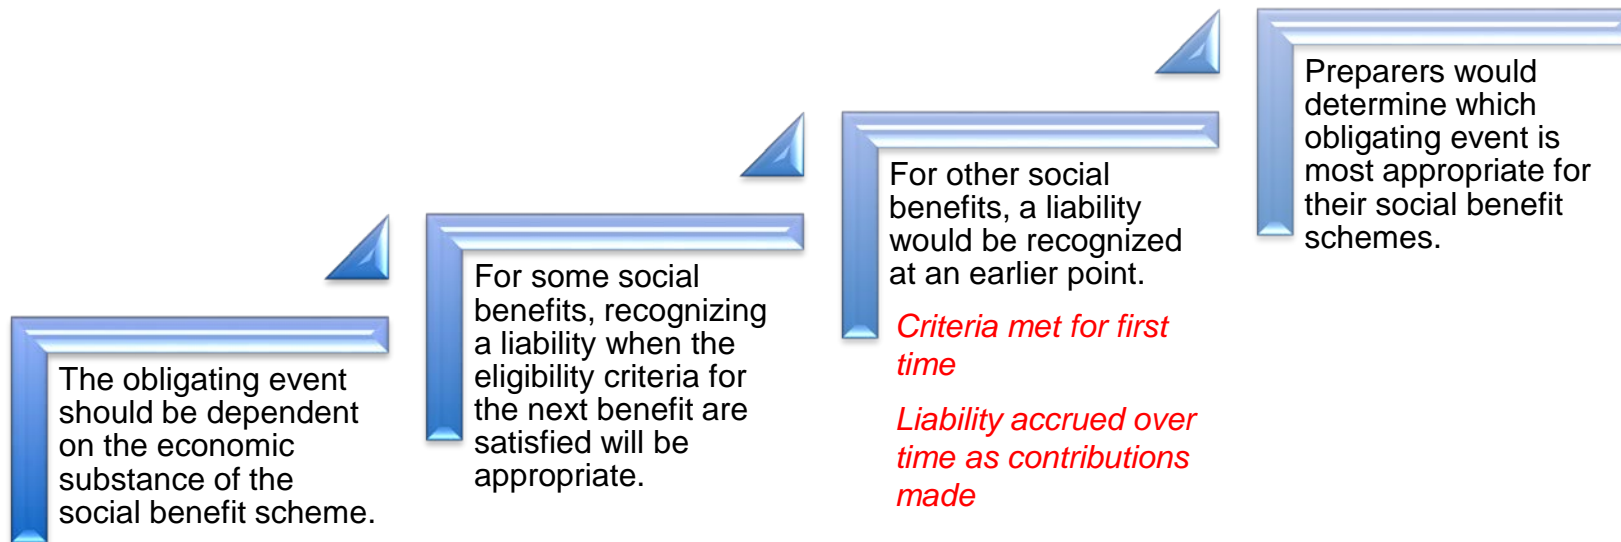 The obligating event
should be dependent
on the economic
substance of the
social benefit scheme.
For some social
benefits, recognizing
a liability when the
eligibility criteria for
the next benefit are
satisfied will be
appropriate.
For other social
benefits, a liability
would be recognized
at an earlier point.
Criteria met for first
time
Liability accrued over
time as contributions
made
Preparers would
determine which
obligating event is
most appropriate for
their social benefit
schemes.